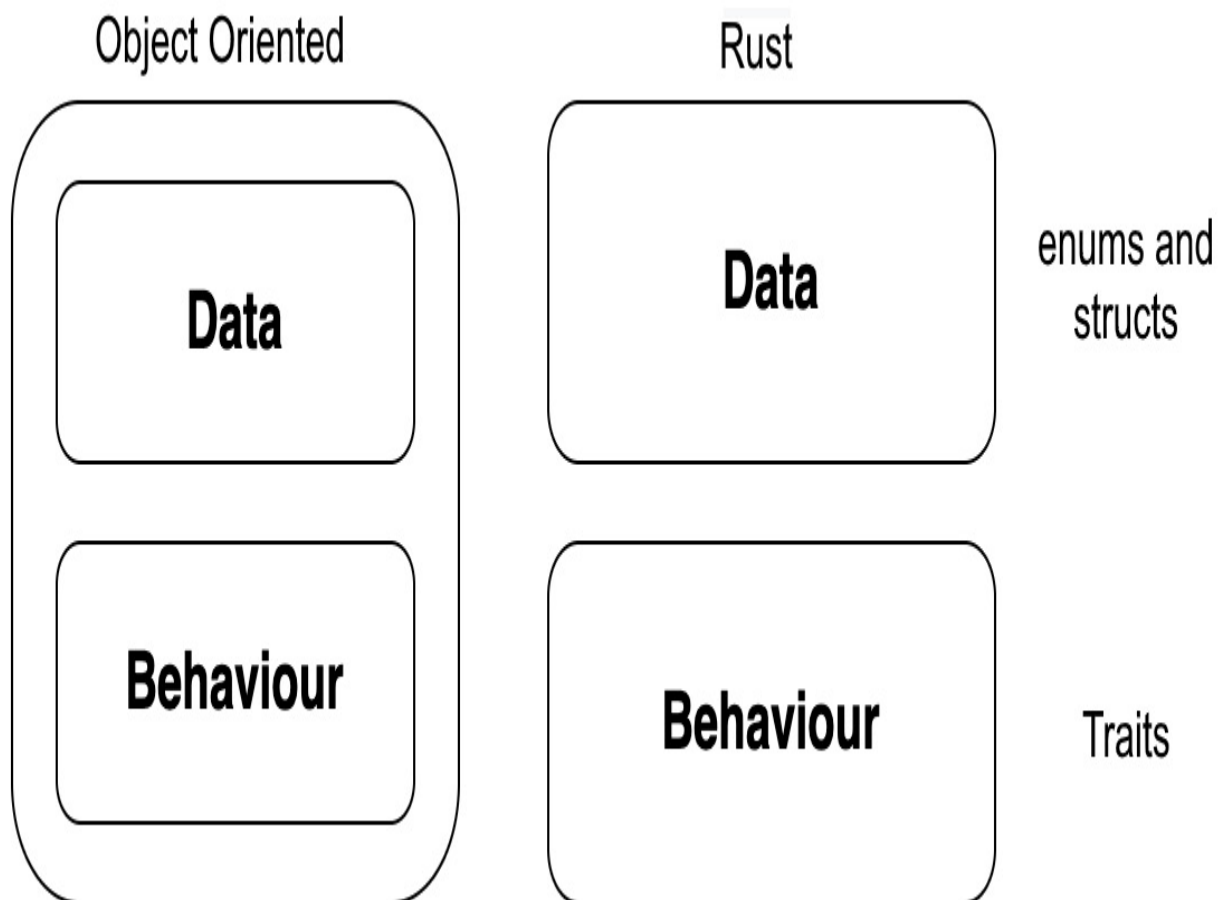 Object Oriented
Rust
Data
Data
enums and
structs
Behaviour
Behaviour
Traits